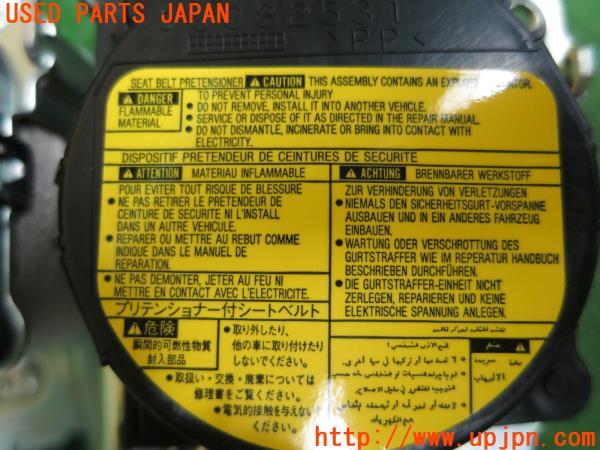 USED PARTS JAPAN
>PP<
SEAT BELT PRETENSIONER ⚠ CAUTION THIS ASSEMBLY CONTAINS AN
⚠ DANGER
FLAMMABLE
MATERIAL
TO PREVENT PERSONAL INJURY
● DO NOT REMOVE, INSTALL IT INTO ANOTHER VEHICLE.
● SERVICE OR DISPOSE OF IT AS DIRECTED IN THE REPAIR MANUAL.
● DO NOT DISMANTLE, INCINERATE OR BRING INTO CONTACT WITH
ELECTRICITY.
DISPOSITIF PRETENDEUR DE CEINTURES DE SECURITE
⚠ ATTENTION MATERIAU INFLAMMABLE
POUR EVITER TOUT RISQUE DE BLESSURE
● NE PAS RETIRER LE PRETENDEUR DE
CEINTURE DE SECURITE NI L'INSTALL
DANS UN AUTRE VÉHICULE.
● REPARER OU METTRE AU REBUT COMME
INDIQUE DANS LE MANUEL DE
REPARATION.
● NE PAS DEMONTER, JETER AU FEU NI
METTRE EN CONTACT AVEC L'ELECTRICITE.
⚠ ACHTUNG BRENNBARER WERKSTOFF
ZUR VERHINDERUNG VON VERLETZUNGEN
● NIEMALS DEN SICHERHEITSGURT-VORSPANNE
AUSBAUEN UND IN EIN ANDERES FAHRZEUG
EINBAUEN.
● WARTUNG ODER VERSCHROTTUNG DES
GURTSTRAFFER WIE IM REPERATUR HANDBUCH
BESCHRIEBEN DURCHFÜHREN.
● DIE GURTSTRAFFER-EINHEIT NICHT
ZERLEGEN, REPARIEREN UND KEINE
ELEKTRISCHE SPANNUNG ANLEGEN.
プリテンショナー付シートベルト
⚠ 危険
瞬間的可燃性物質
封入部品
● 取り外したり、
他の車に取り付けたり
しないでください。
● 取扱い・交換・廃棄については
修理書をご覧ください。
● 電気的接触を与えないで
ください。
禁無断転載
http://www.upjpn.com